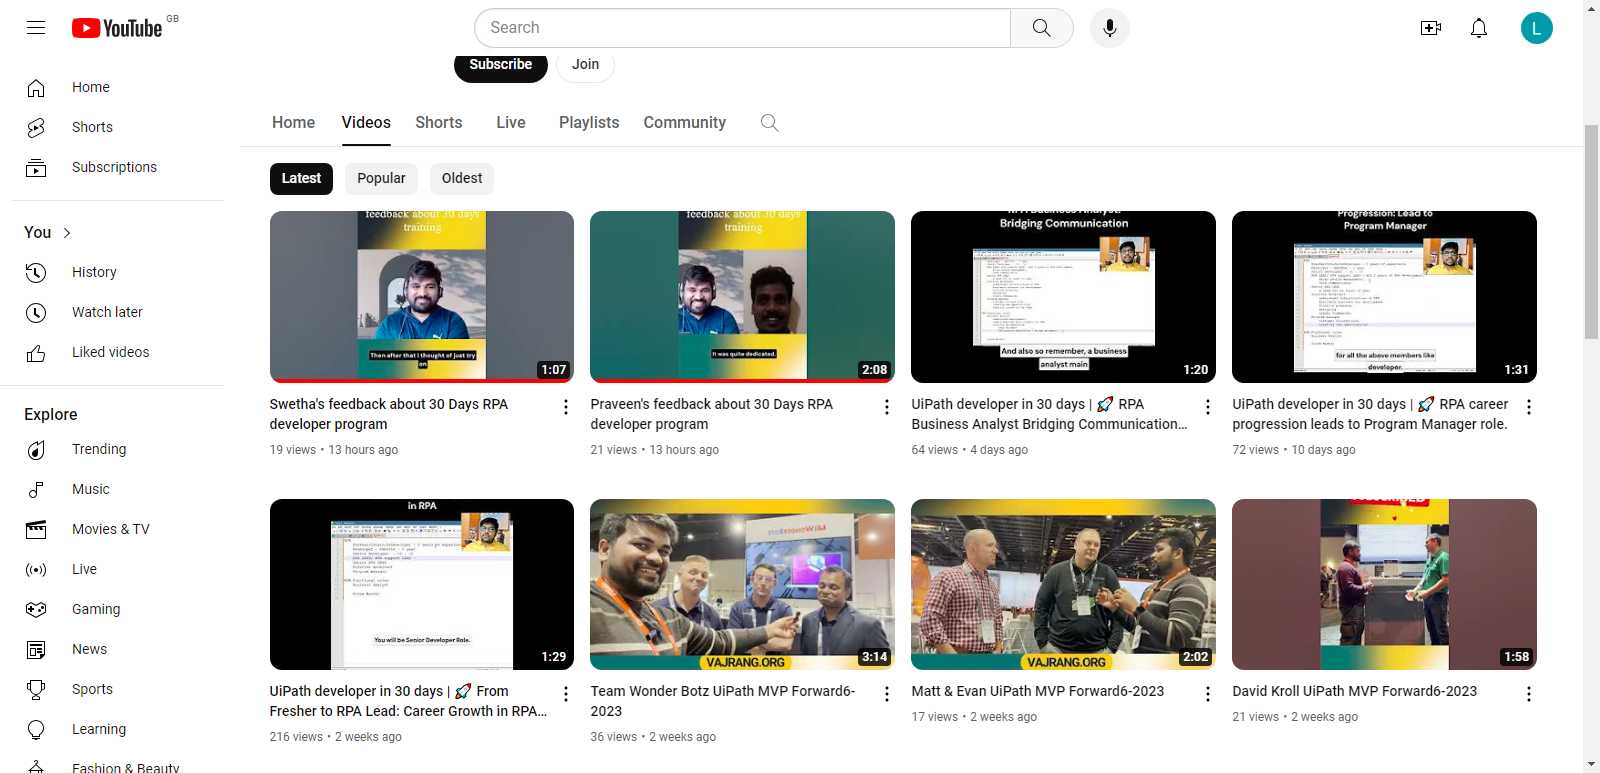 YouTube GB
Search
L
Subscribe
Join
Home
Shorts
Subscriptions
You
History
Watch later
Liked videos
Explore
Trending
Music
Movies & TV
Live
Gaming
News
Sports
Learning
Fashion & Beauty
Home Videos Shorts Live Playlists Community
Latest Popular Oldest
feedback about 30 days
training
Then after that I thought of just try
on
1:07
feedback about 30 days
training
It was quite dedicated.
2:08
RPA Business Analyst:
Bridging Communication
And also so remember, a business
analyst main
1:20
Progression: Lead to
Program Manager
for all the above members like
developer.
1:31
Swetha's feedback about 30 Days RPA
developer program
19 views • 13 hours ago
Praveen's feedback about 30 Days RPA
developer program
21 views • 13 hours ago
UiPath developer in 30 days | 🚀 RPA
Business Analyst Bridging Communication...
64 views • 4 days ago
UiPath developer in 30 days | 🚀 RPA career
progression leads to Program Manager role.
72 views • 10 days ago
in RPA
You will be Senior Developer Role.
1:29
VAJRANG.ORG
3:14
VAJRANG.ORG
2:02
1:58
UiPath developer in 30 days | 🚀 From
Fresher to RPA Lead: Career Growth in RPA...
216 views • 2 weeks ago
Team Wonder Botz UiPath MVP Forward6-
2023
36 views • 2 weeks ago
Matt & Evan UiPath MVP Forward6-2023
17 views • 2 weeks ago
David Kroll UiPath MVP Forward6-2023
21 views • 2 weeks ago